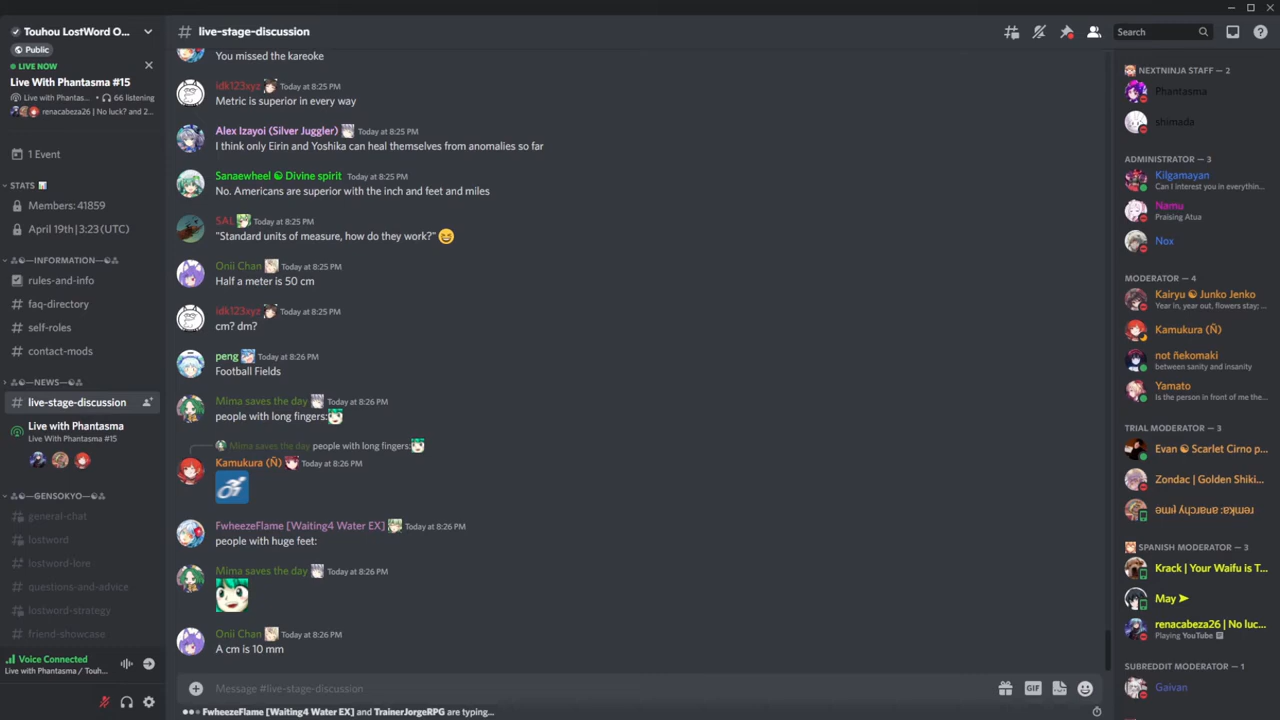 Touhou LostWord O...
Public
LIVE NOW
Live With Phantasma #15
Live with Phantas... • 66 listening
renacabeza26 | No luck? and 2...
1 Event
STATS
Members: 41859
April 19th|3:23 (UTC)
—INFORMATION—
rules-and-info
faq-directory
self-roles
contact-mods
—NEWS—
live-stage-discussion
Live with Phantasma
Live With Phantasma #15
—GENSOKYO—
general-chat
lostword
lostword-lore
questions-and-advice
lostword-strategy
friend-showcase
Voice Connected
Live with Phantasma / Touh...
live-stage-discussion
Search
You missed the kareoke
idk123xyz Today at 8:25 PM
Metric is superior in every way
Alex Izayoi (Silver Juggler) Today at 8:25 PM
I think only Eirin and Yoshika can heal themselves from anomalies so far
Sanaewheel ☯ Divine spirit Today at 8:25 PM
No. Americans are superior with the inch and feet and miles
SAL Today at 8:25 PM
"Standard units of measure, how do they work?" 😆
Onii Chan Today at 8:25 PM
Half a meter is 50 cm
idk123xyz Today at 8:25 PM
cm? dm?
peng Today at 8:26 PM
Football Fields
Mima saves the day Today at 8:26 PM
people with long fingers:
Mima saves the day people with long fingers:
Kamukura (Ñ) Today at 8:26 PM
FwheezeFlame [Waiting4 Water EX] Today at 8:26 PM
people with huge feet:
Mima saves the day Today at 8:26 PM
Onii Chan Today at 8:26 PM
A cm is 10 mm
Message #live-stage-discussion
GIF
FwheezeFlame [Waiting4 Water EX] and TrainerJorgeRPG are typing...
NEXTNINJA STAFF — 2
Phantasma
shimada
ADMINISTRATOR — 3
Kilgamayan
Can I interest you in everythin...
Namu
Praising Atua
Nox
MODERATOR — 4
Kairyu ☯ Junko Jenko
Year in, year out, flowers stay; ...
Kamukura (Ñ)
not ñekomaki
between sanity and insanity
Yamato
Is the person in front of me the...
TRIAL MODERATOR — 3
Evan ☯ Scarlet Cirno p...
Zondac | Golden Shiki...
SPANISH MODERATOR — 3
Krack | Your Waifu is T...
May ➤
renacabeza26 | No luc...
Playing YouTube
SUBREDDIT MODERATOR — 1
Gaivan